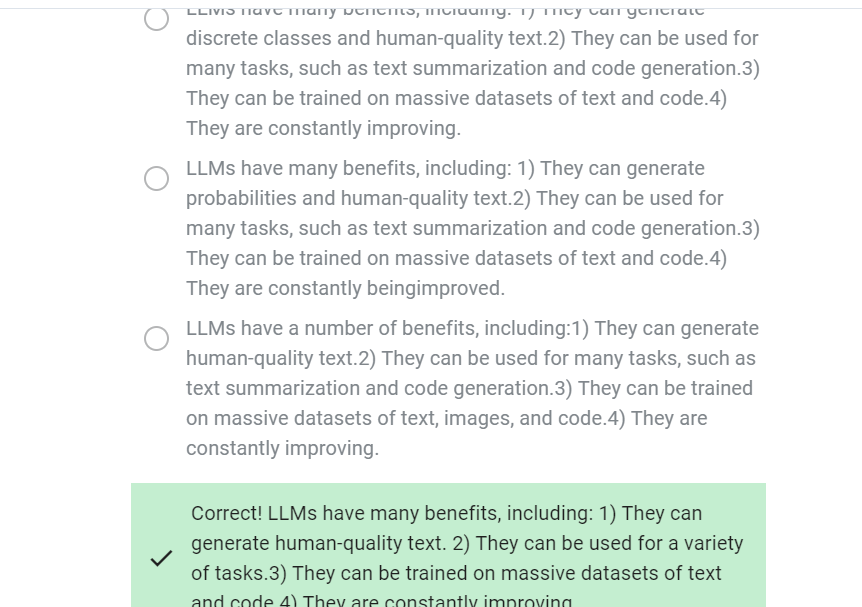 LLMs have many benefits, including: 1) They can generate
discrete classes and human-quality text.2) They can be used for
many tasks, such as text summarization and code generation.3)
They can be trained on massive datasets of text and code.4)
They are constantly improving.
LLMs have many benefits, including: 1) They can generate
probabilities and human-quality text.2) They can be used for
many tasks, such as text summarization and code generation.3)
They can be trained on massive datasets of text and code.4)
They are constantly beingimproved.
LLMs have a number of benefits, including:1) They can generate
human-quality text.2) They can be used for many tasks, such as
text summarization and code generation.3) They can be trained
on massive datasets of text, images, and code.4) They are
constantly improving.
Correct! LLMs have many benefits, including: 1) They can
generate human-quality text. 2) They can be used for a variety
of tasks.3) They can be trained on massive datasets of text
and code.4) They are constantly improving.